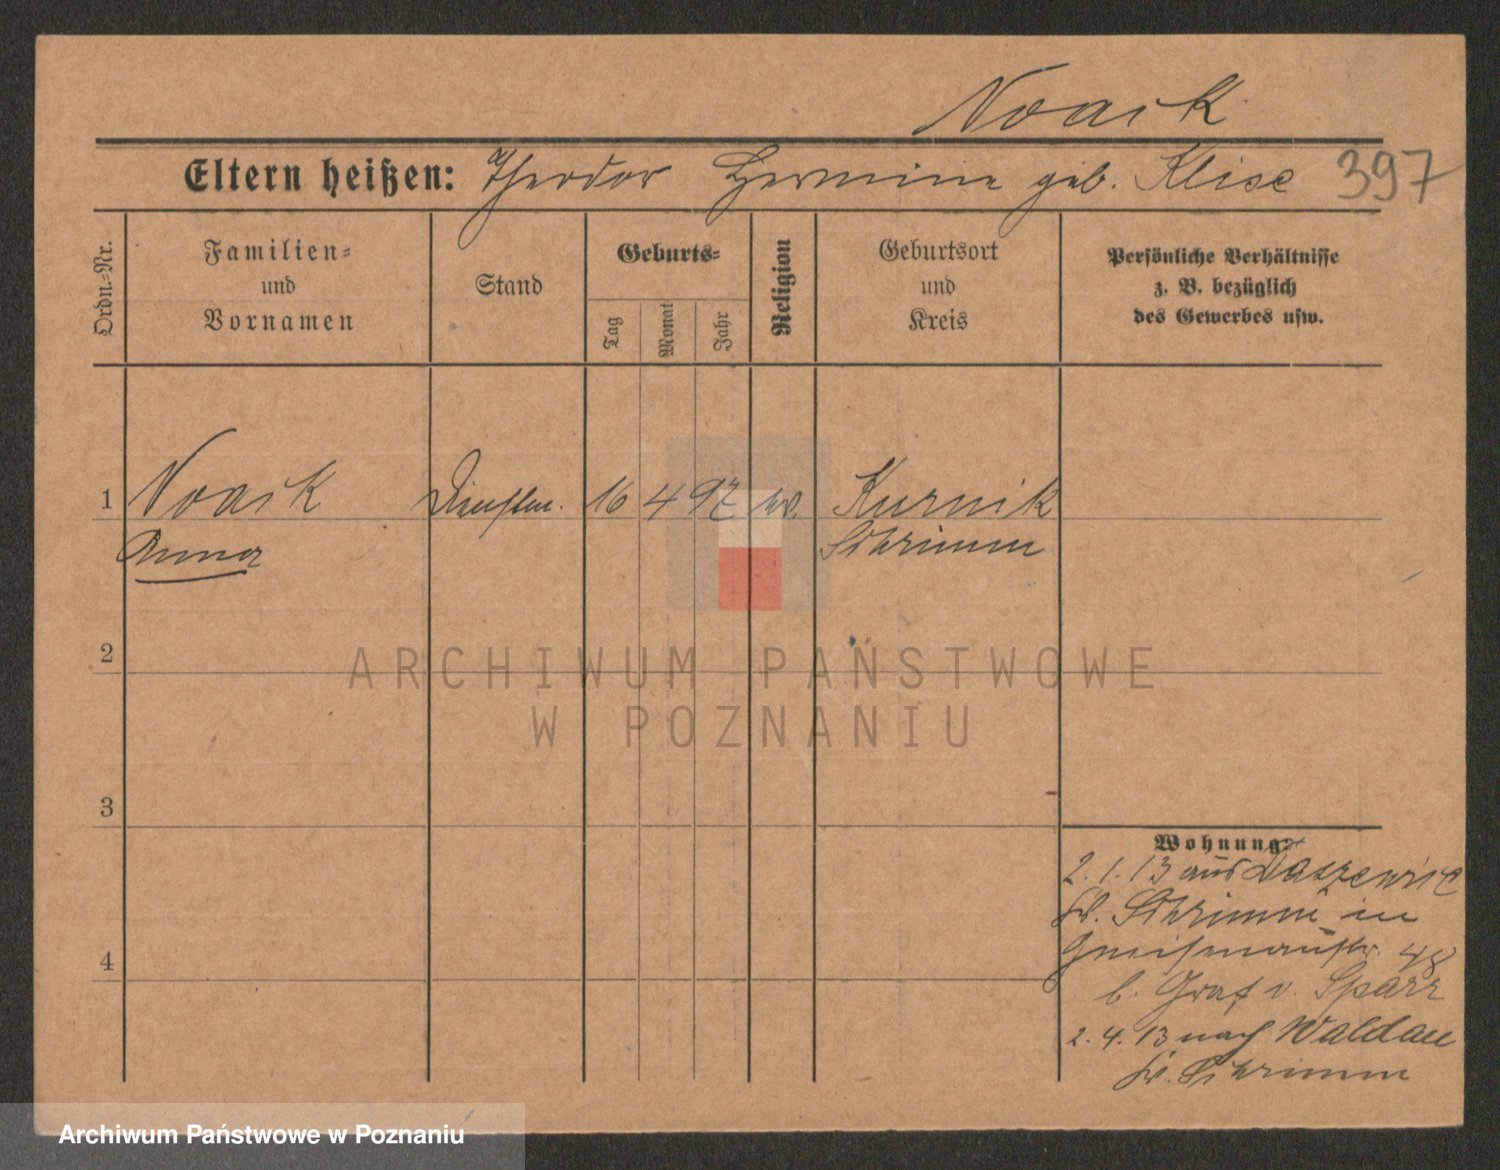 Noack
Eltern heißen: Theodor Hermine geb. Klise 397
Ordn.-Nr.
Familien-
und
Vornamen
Stand
Geburts-
Tag
Monat
Jahr
Religion
Geburtsort
und
Kreis
Persönliche Verhältnisse
z. B. bezüglich
des Gewerbes usw.
1 Noack 16 4 97 ev. Kurnik
Anna Schrimm
2
ARCHIWUM PAŃSTWOWE
W POZNANIU
3
Wohnung:
2.1.13 aus Daszewice
Kr. Schrimm in
Gneisenaustr. 48
b. Graf v. Sparr
2.4.13 nach Waldau
Kr. Schrimm
4
Archiwum Państwowe w Poznaniu